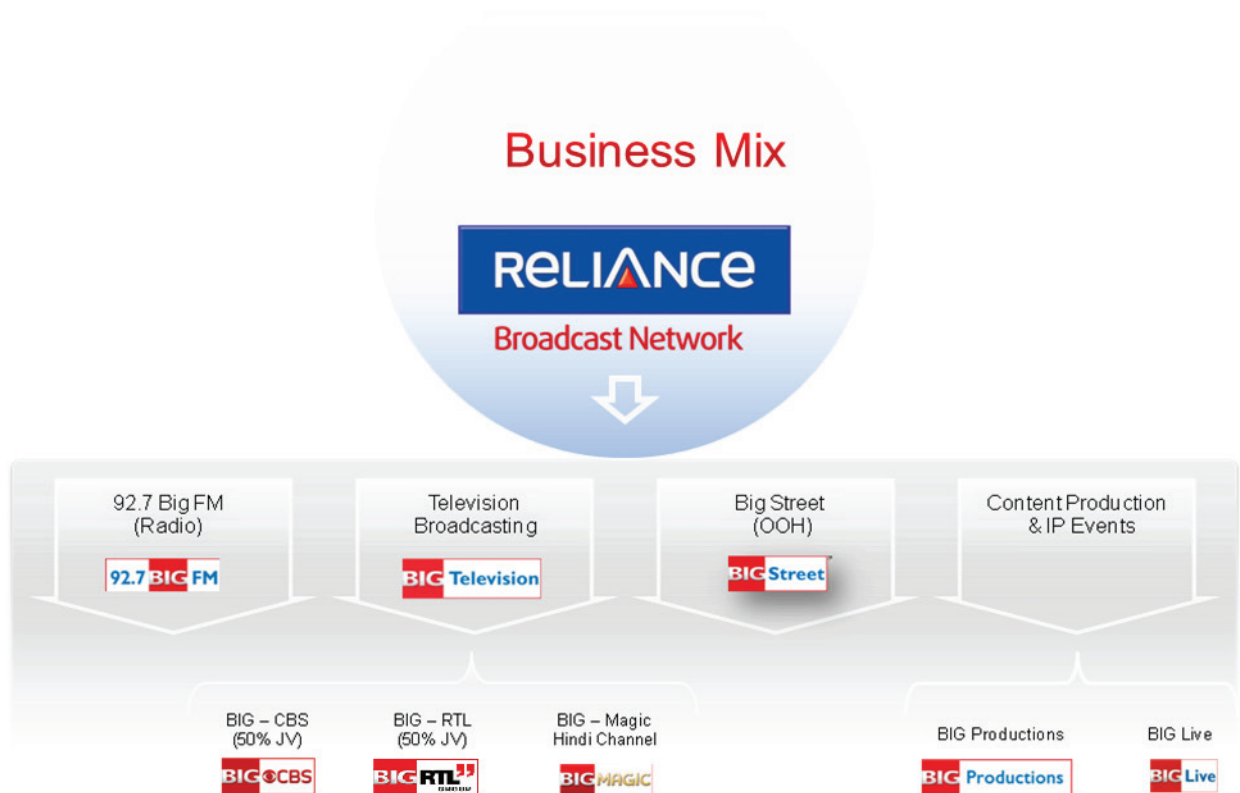 Business Mix
RELIANCE
Broadcast Network
92.7 Big FM
(Radio)
92.7 BIG FM
Television
Broadcasting
BIG Television
Big Street
(OOH)
BIG Street
Content Production
& IP Events
BIG – CBS
(50% JV)
BIG CBS
BIG – RTL
(50% JV)
BIG RTL
BIG – Magic
Hindi Channel
BIG MAGIC
BIG Productions
BIG Productions
BIG Live
BIG Live